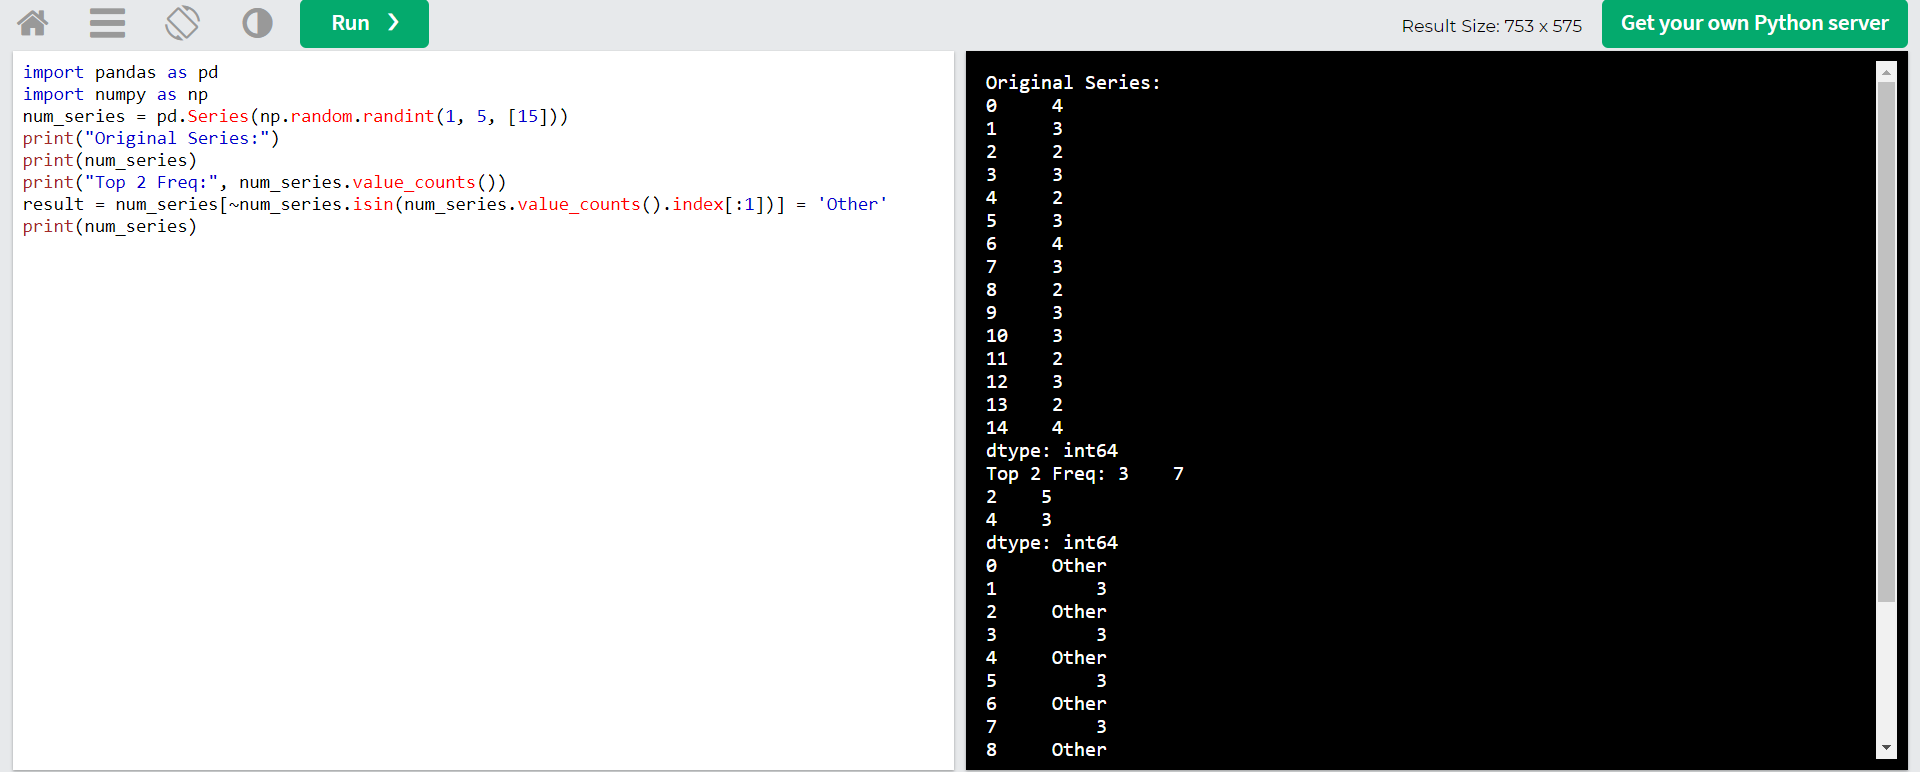 Run ❯
Result Size: 753 x 575
Get your own Python server
import pandas as pd
import numpy as np
num_series = pd.Series(np.random.randint(1, 5, [15]))
print("Original Series:")
print(num_series)
print("Top 2 Freq:", num_series.value_counts())
result = num_series[~num_series.isin(num_series.value_counts().index[:1])] = 'Other'
print(num_series)
Original Series:
0     4
1     3
2     2
3     3
4     2
5     3
6     4
7     3
8     2
9     3
10    3
11    2
12    3
13    2
14    4
dtype: int64
Top 2 Freq: 3    7
2    5
4    3
dtype: int64
0     Other
1         3
2     Other
3         3
4     Other
5         3
6     Other
7         3
8     Other